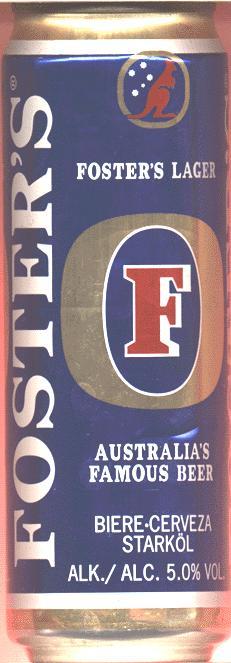 FOSTER'S®
FOSTER'S LAGER
F
AUSTRALIA'S
FAMOUS BEER
BIERE-CERVEZA
STARKÖL
ALK./ ALC. 5.0% VOL.